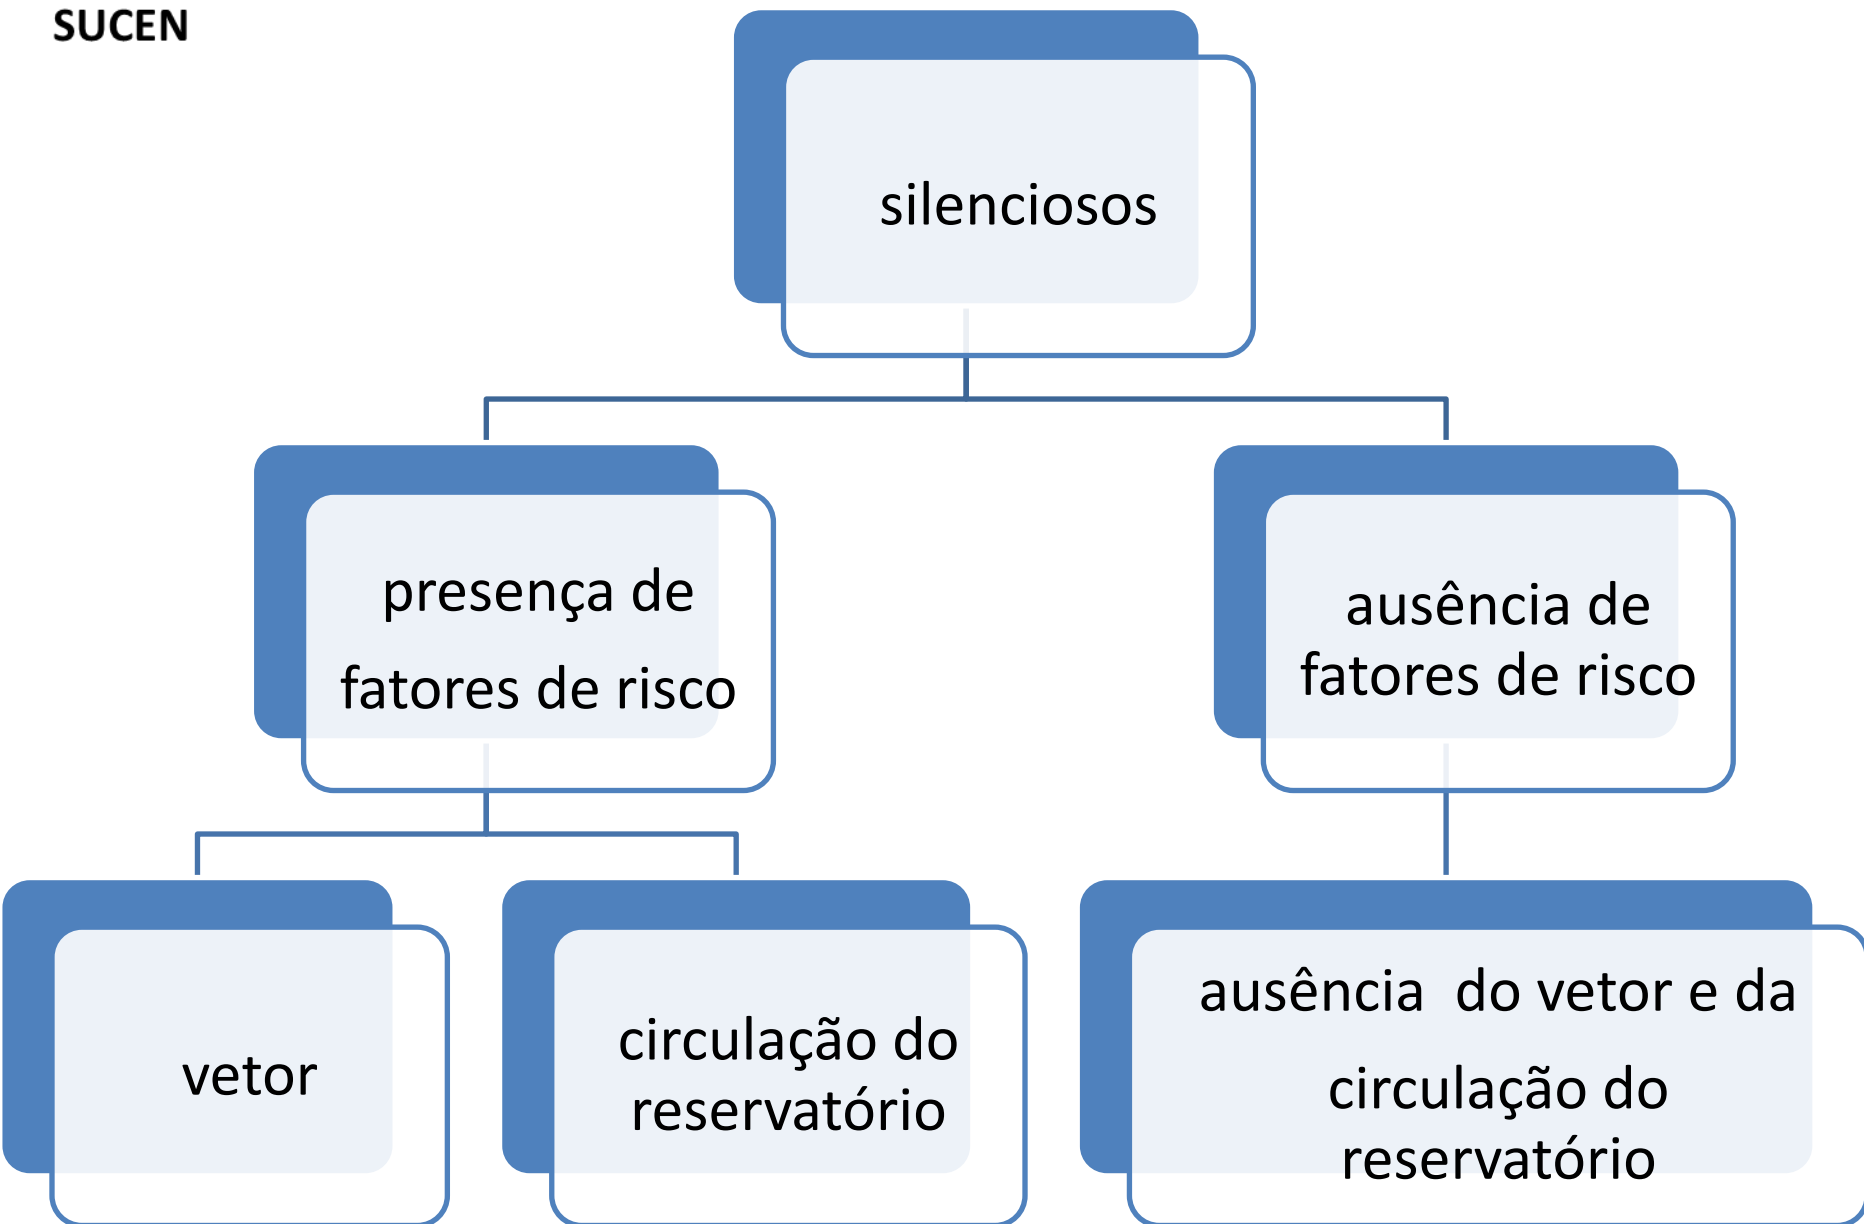 SUCEN
silenciosos
presença de
fatores de risco
ausência de
fatores de risco
vetor
circulação do
reservatório
ausência do vetor e da
circulação do
reservatório